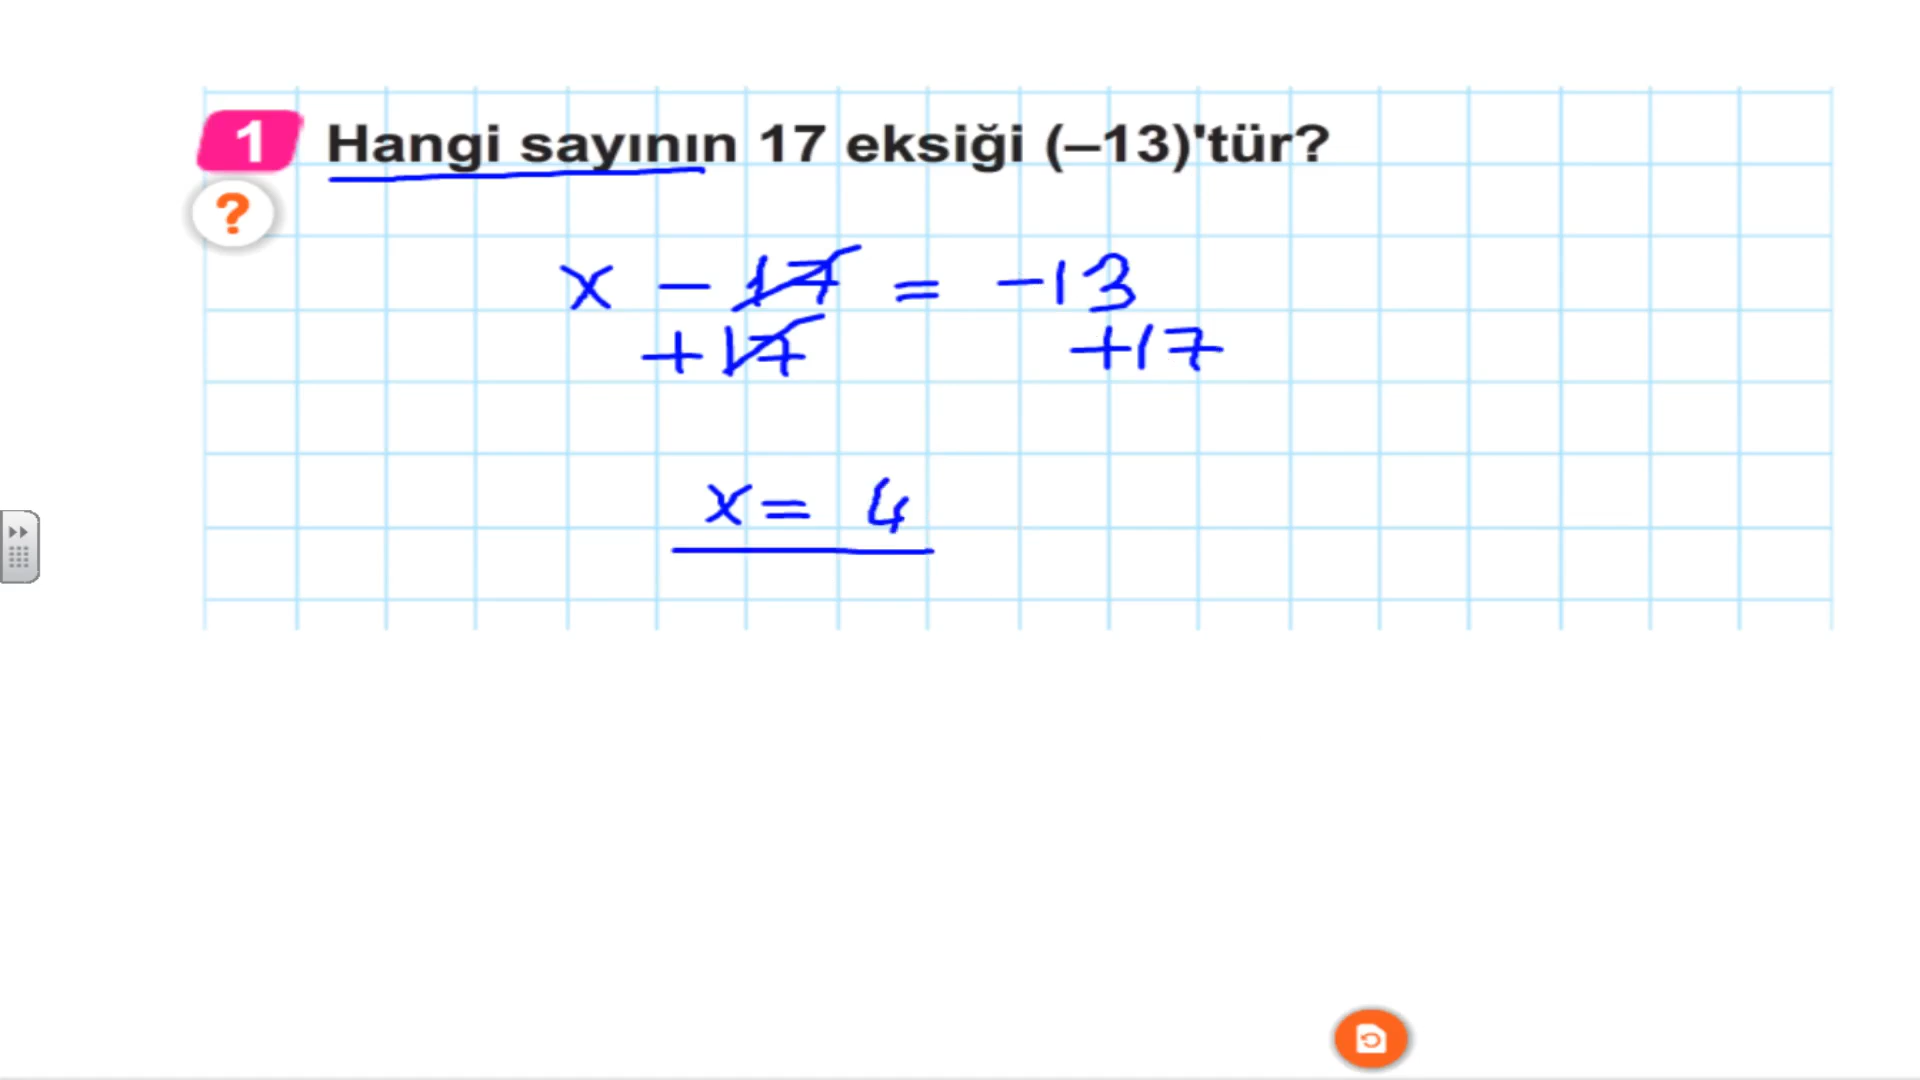 1 Hangi sayının 17 eksiği (–13)'tür?
?
x – 17 = –13
+17 +17
x = 4